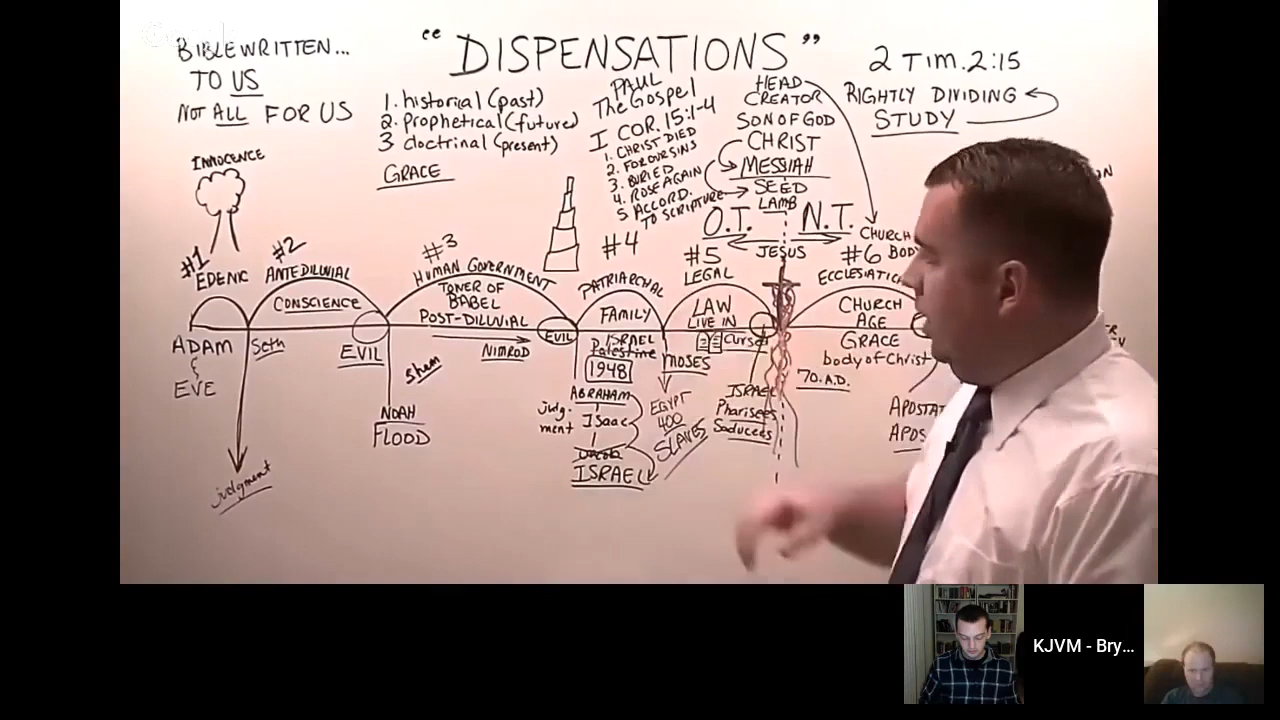 BIBLE WRITTEN...
TO US
NOT ALL FOR US
"DISPENSATIONS"
1. historial (past)
2. prophetical (future)
3 doctrinal (present)
GRACE
PAUL
The Gospel
I COR. 15:1-4
1. CHRIST DIED
2. FOR OUR SINS
3. BURIED
4. ROSE AGAIN
5 ACCORD.
TO SCRIPTURE
HEAD
CREATOR
SON OF GOD
CHRIST
MESSIAH
SEED
LAMB
O.T. N.T.
JESUS
2 TIM. 2:15
RIGHTLY DIVIDING
STUDY
INNOCENCE
#1
EDENIC
ADAM
&
EVE
#2
ANTEDILUVIAL
CONSCIENCE
Seth
judgment
EVIL
#3
HUMAN GOVERNMENT
TOWER OF
BABEL
POST-DILUVIAL
NIMROD
Shem
NOAH
FLOOD
EVIL
#4
PATRIARCHAL
FAMILY
ISRAEL
Palestine
1948
ABRAHAM
Isaac
Jacob
ISRAEL
judg-
ment
#5
LEGAL
LAW
LIVE IN
Curse
MOSES
EGYPT
400
SLAVES
ISRAEL
Pharisees
Saducees
CHURCH
BODY
#6
ECCLESIATIC
CHURCH
AGE
GRACE
body of Christ
70. A.D.
APOSTAT
APOS
KJVM - Bry...